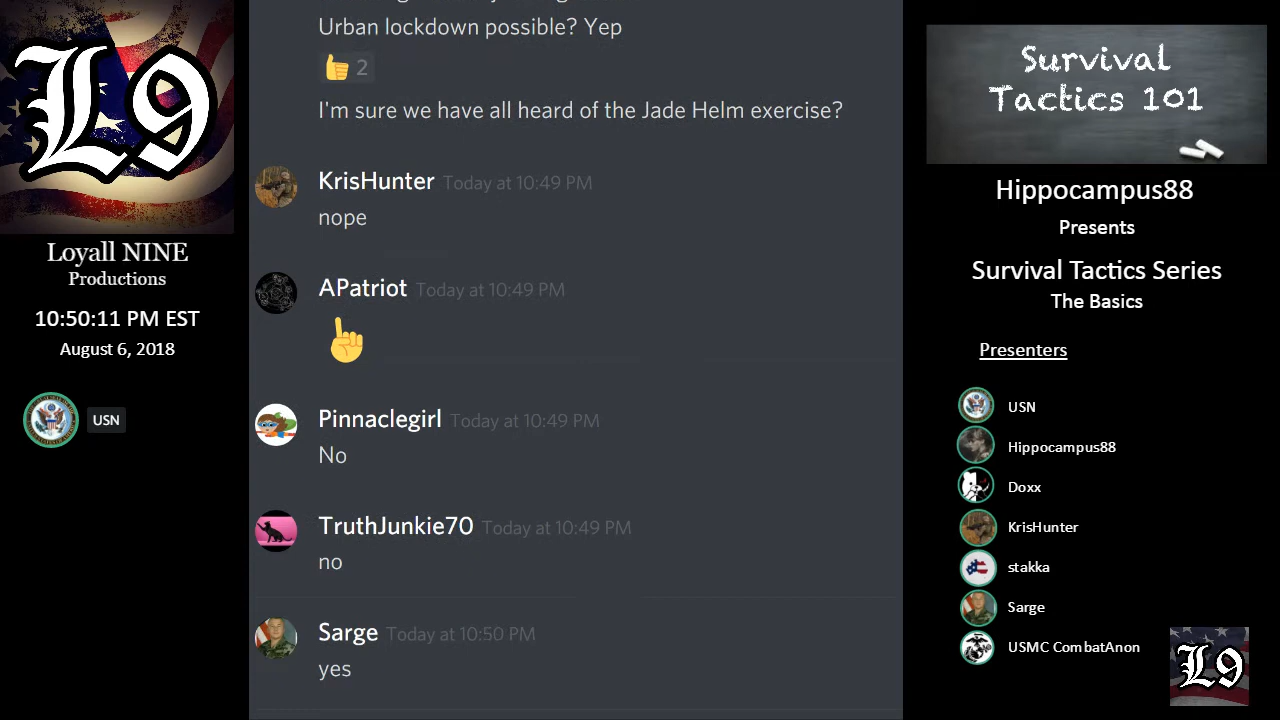 L9
Loyall NINE
Productions
10:50:11 PM EST
August 6, 2018
USN
Urban lockdown possible? Yep
2
I'm sure we have all heard of the Jade Helm exercise?
KrisHunter Today at 10:49 PM
nope
APatriot Today at 10:49 PM
Pinnaclegirl Today at 10:49 PM
No
TruthJunkie70 Today at 10:49 PM
no
Sarge Today at 10:50 PM
yes
Survival
Tactics 101
Hippocampus88
Presents
Survival Tactics Series
The Basics
Presenters
USN
Hippocampus88
Doxx
KrisHunter
stakka
Sarge
USMC CombatAnon
L9